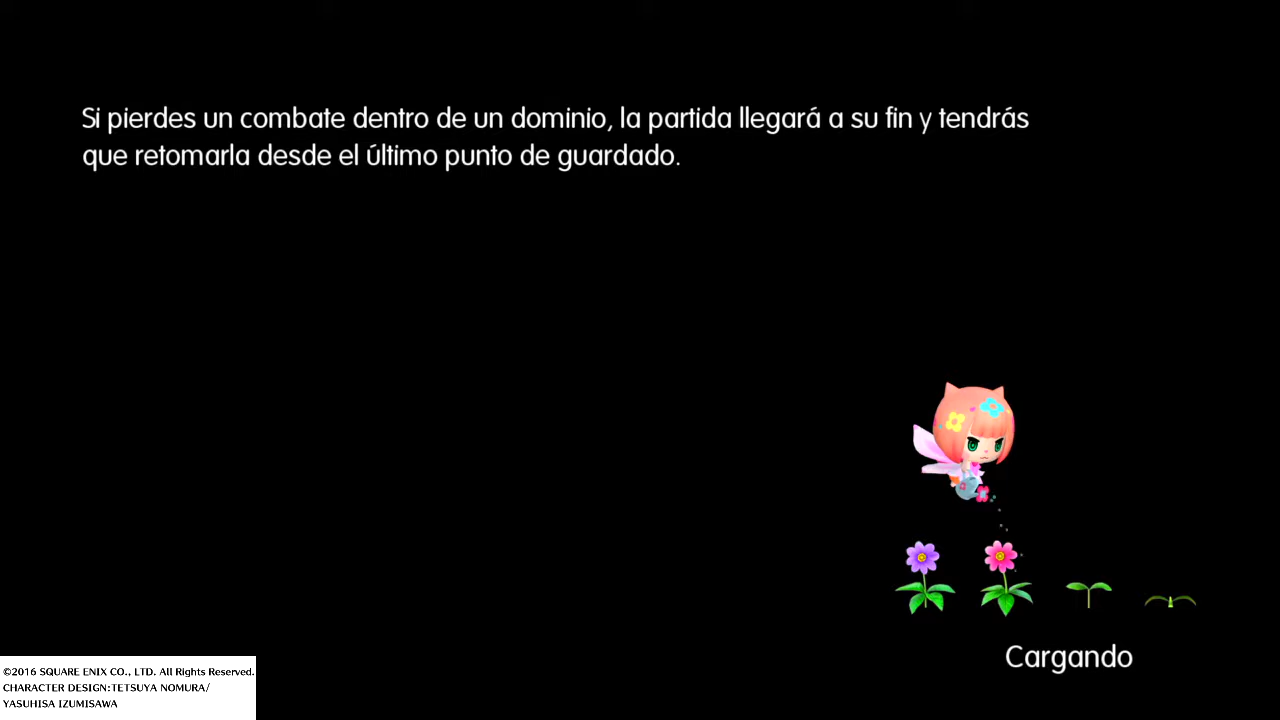 Si pierdes un combate dentro de un dominio, la partida llegará a su fin y tendrás
que retomarla desde el último punto de guardado.
Cargando
©2016 SQUARE ENIX CO., LTD. All Rights Reserved.
CHARACTER DESIGN:TETSUYA NOMURA/
YASUHISA IZUMISAWA